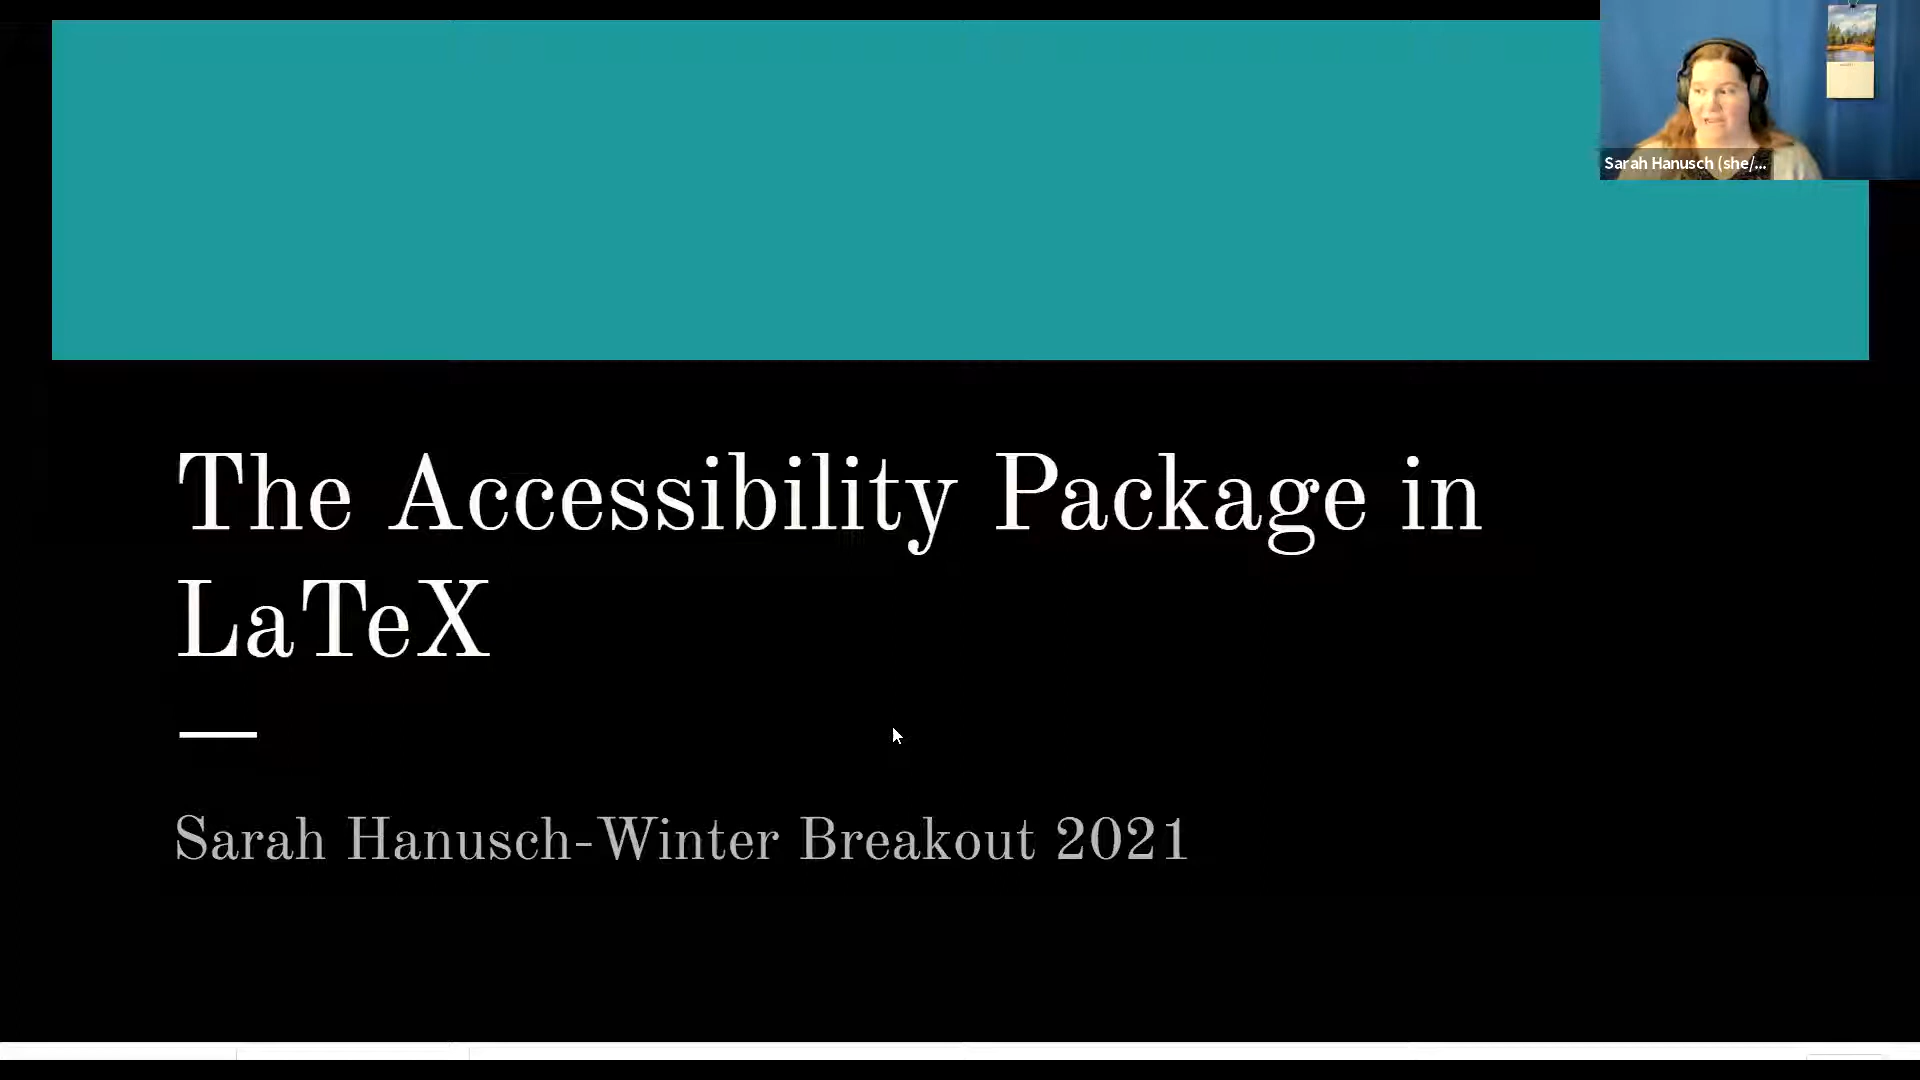 Sarah Hanusch (she/...
The Accessibility Package in
LaTeX
Sarah Hanusch-Winter Breakout 2021